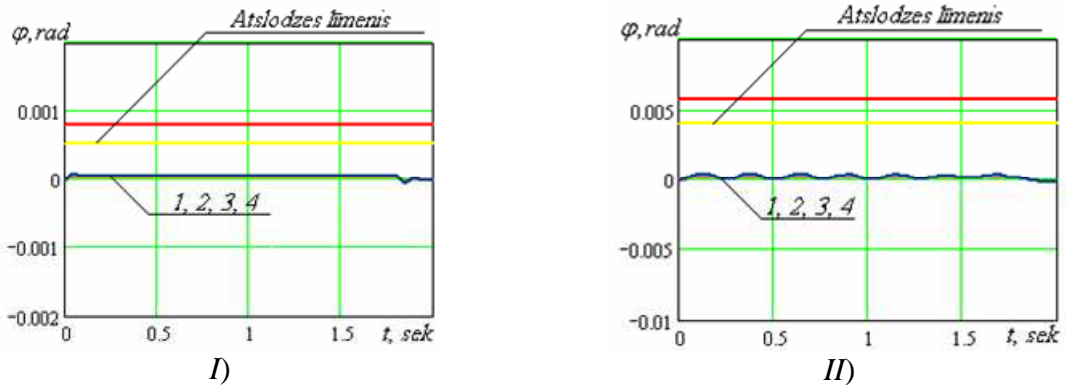 Atslodzes līmenis
φ, rad
0.001
0
1, 2, 3, 4
−0.001
−0.002
0 0.5 1 1.5 t, sek
I)
Atslodzes līmenis
φ, rad
0.005
0
1, 2, 3, 4
−0.005
−0.01
0 0.5 1 1.5 t, sek
II)